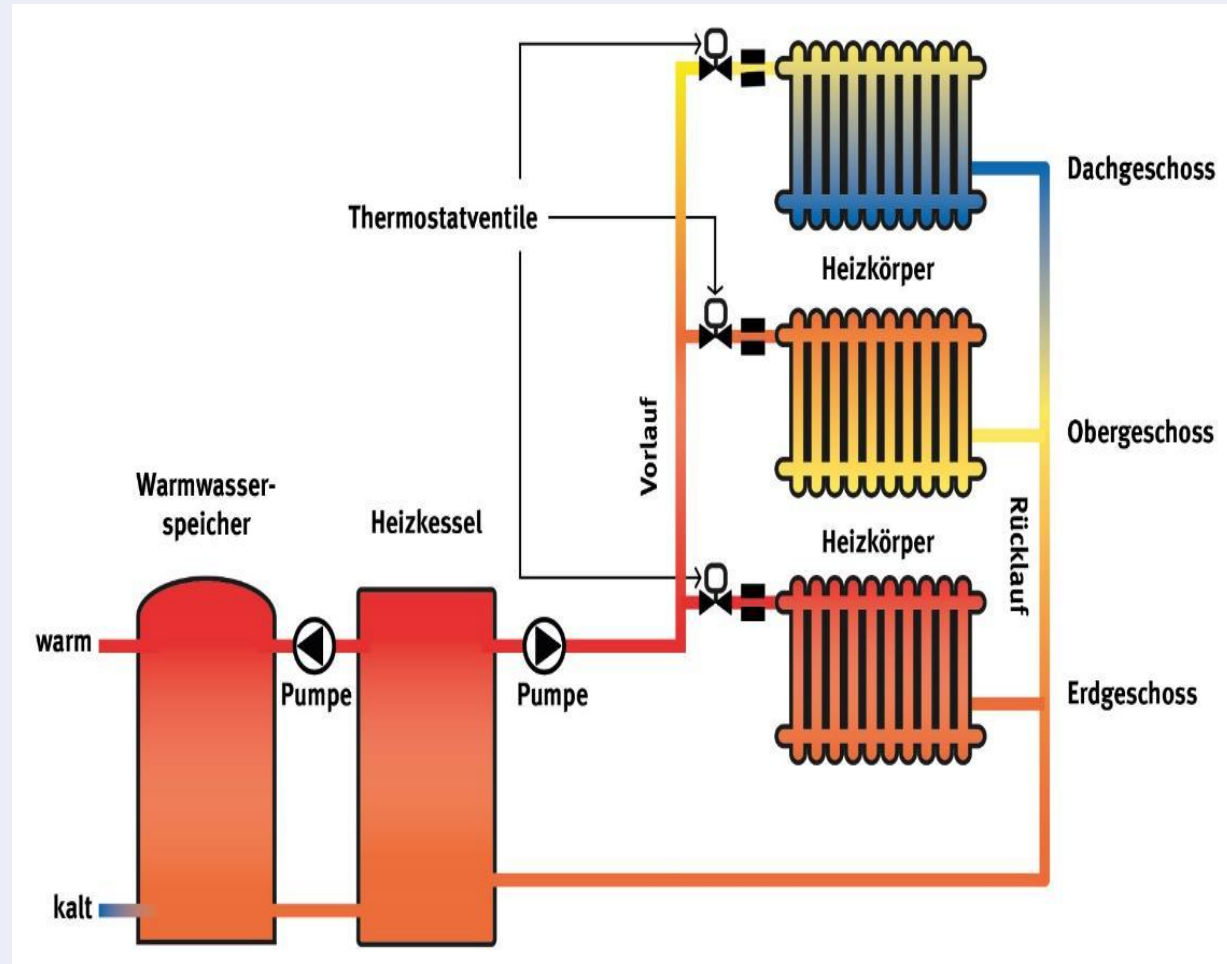 Dachgeschoss
Thermostatventile
Heizkörper
Vorlauf
Obergeschoss
Warmwasser-
speicher
Heizkessel
Heizkörper
Rücklauf
warm
Pumpe
Pumpe
Erdgeschoss
kalt